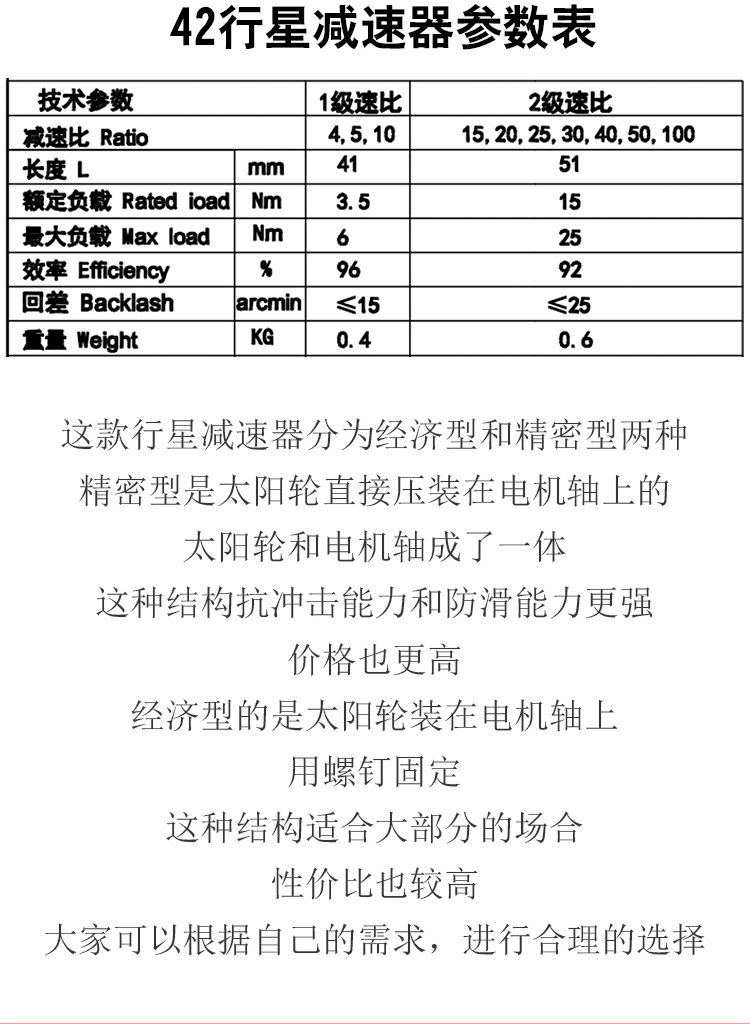 42行星减速器参数表
技术参数 1级速比 2级速比
减速比 Ratio 4, 5, 10 15, 20, 25, 30, 40, 50, 100
长度 L mm 41 51
额定负载 Rated ioad Nm 3.5 15
最大负载 Max load Nm 6 25
效率 Efficiency % 96 92
回差 Backlash arcmin ≤15 ≤25
重量 Weight KG 0.4 0.6
这款行星减速器分为经济型和精密型两种
精密型是太阳轮直接压装在电机轴上的
太阳轮和电机轴成了一体
这种结构抗冲击能力和防滑能力更强
价格也更高
经济型的是太阳轮装在电机轴上
用螺钉固定
这种结构适合大部分的场合
性价比也较高
大家可以根据自己的需求，进行合理的选择